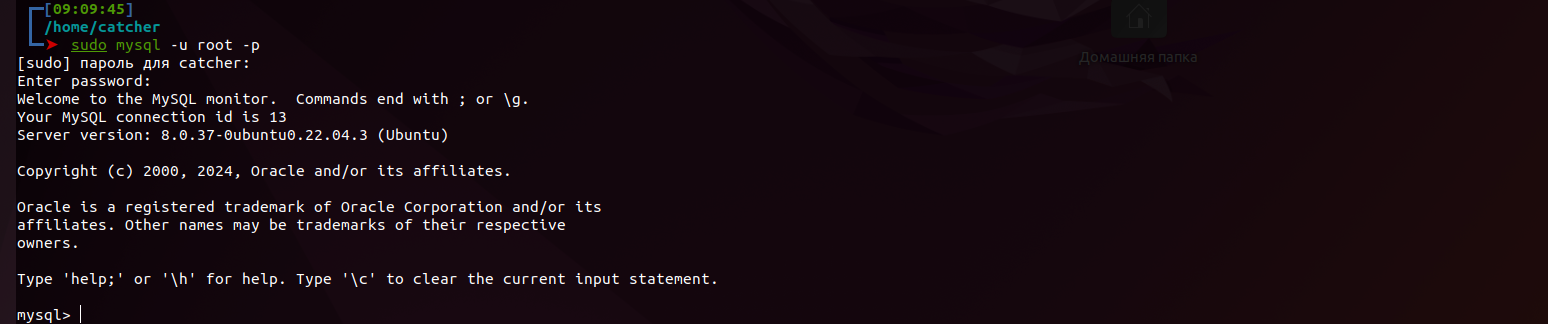 [09:09:45]
/home/catcher
➤ sudo mysql -u root -p
[sudo] пароль для catcher:
Enter password:
Welcome to the MySQL monitor.  Commands end with ; or \g.
Your MySQL connection id is 13
Server version: 8.0.37-0ubuntu0.22.04.3 (Ubuntu)
Copyright (c) 2000, 2024, Oracle and/or its affiliates.
Oracle is a registered trademark of Oracle Corporation and/or its
affiliates. Other names may be trademarks of their respective
owners.
Type 'help;' or '\h' for help. Type '\c' to clear the current input statement.
mysql>
Домашняя папка